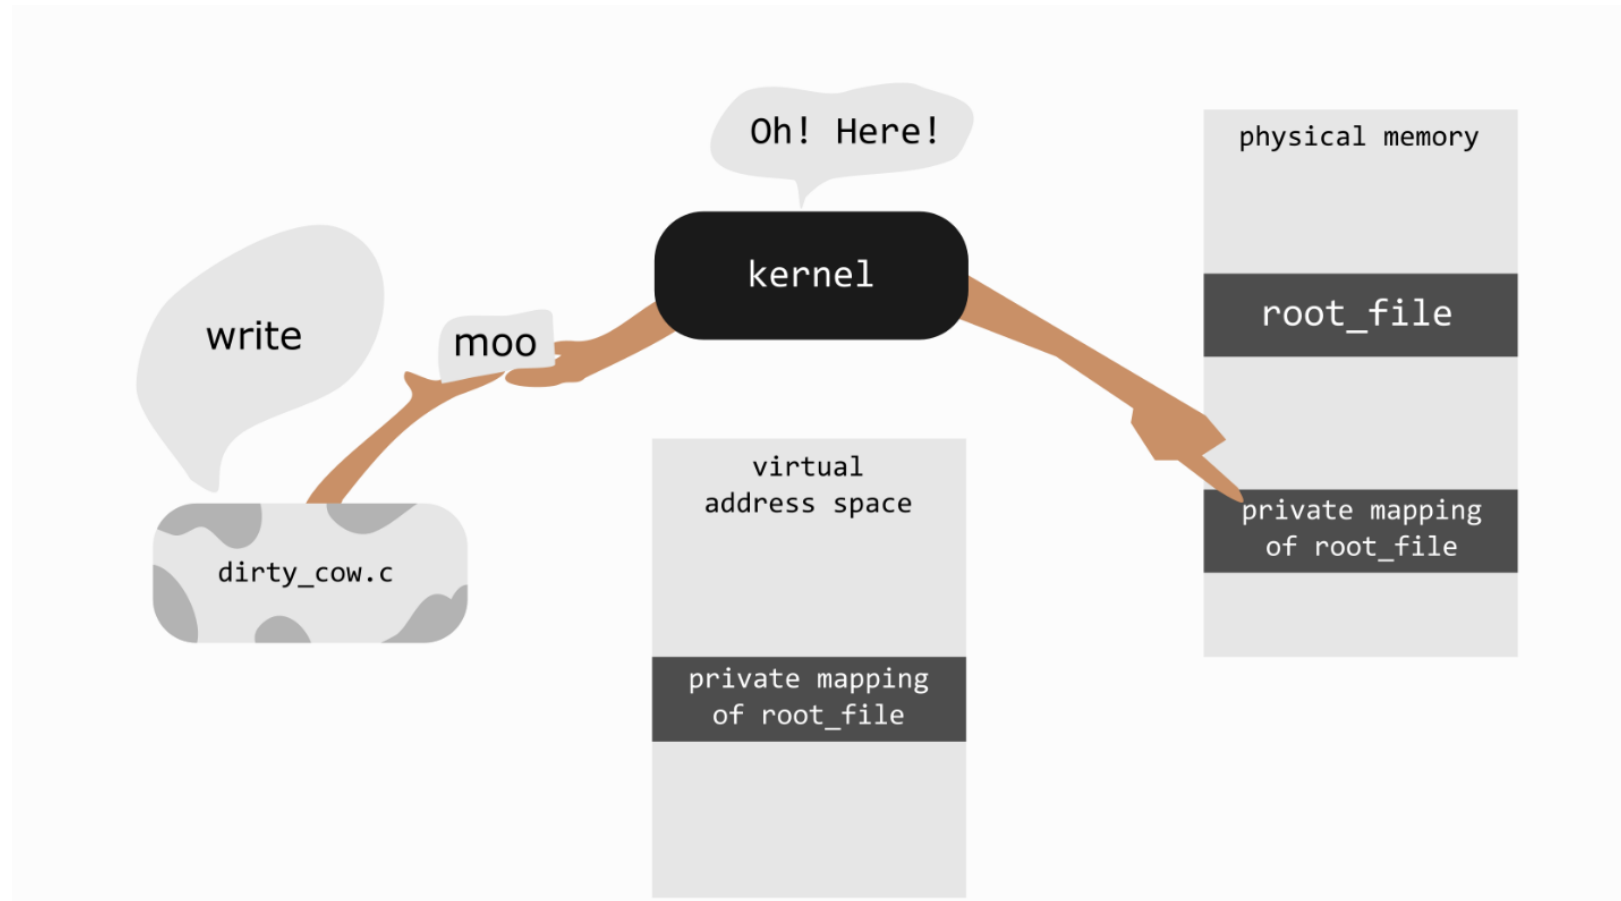 Oh! Here!
kernel
write
moo
dirty_cow.c
virtual
address space
private mapping
of root_file
physical memory
root_file
private mapping
of root_file